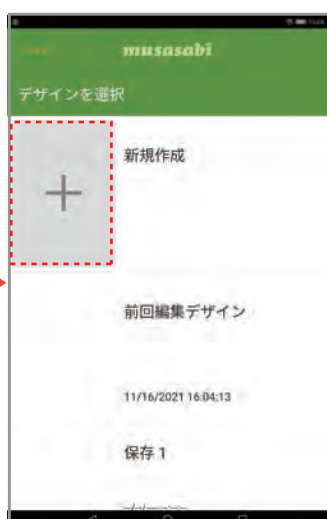 musasabi
デザインを選択
新規作成
前回編集デザイン
11/16/2021 16:04:13
保存 1